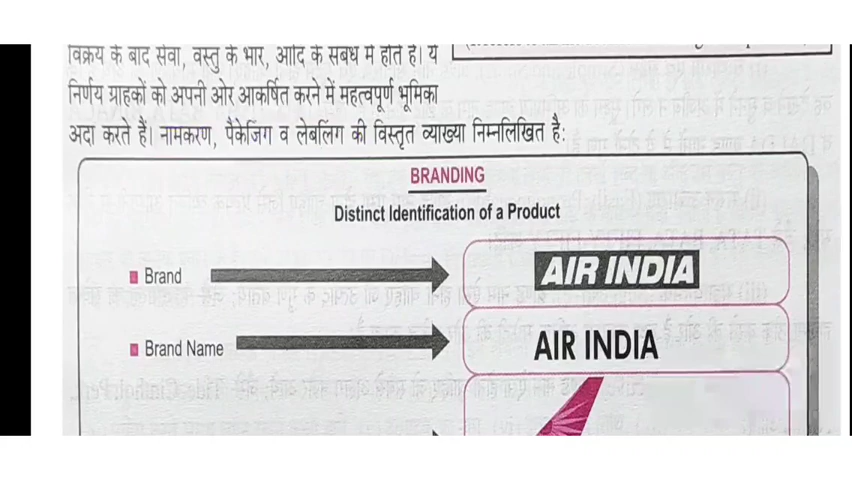 विक्रय के बाद सेवा, वस्तु के भार, आदि के संबंध में होते हैं। ये
निर्णय ग्राहकों को अपनी ओर आकर्षित करने में महत्वपूर्ण भूमिका
अदा करते हैं। नामकरण, पैकेजिंग व लेबलिंग की विस्तृत व्याख्या निम्नलिखित है:
BRANDING
Distinct Identification of a Product
Brand
AIR INDIA
Brand Name
AIR INDIA